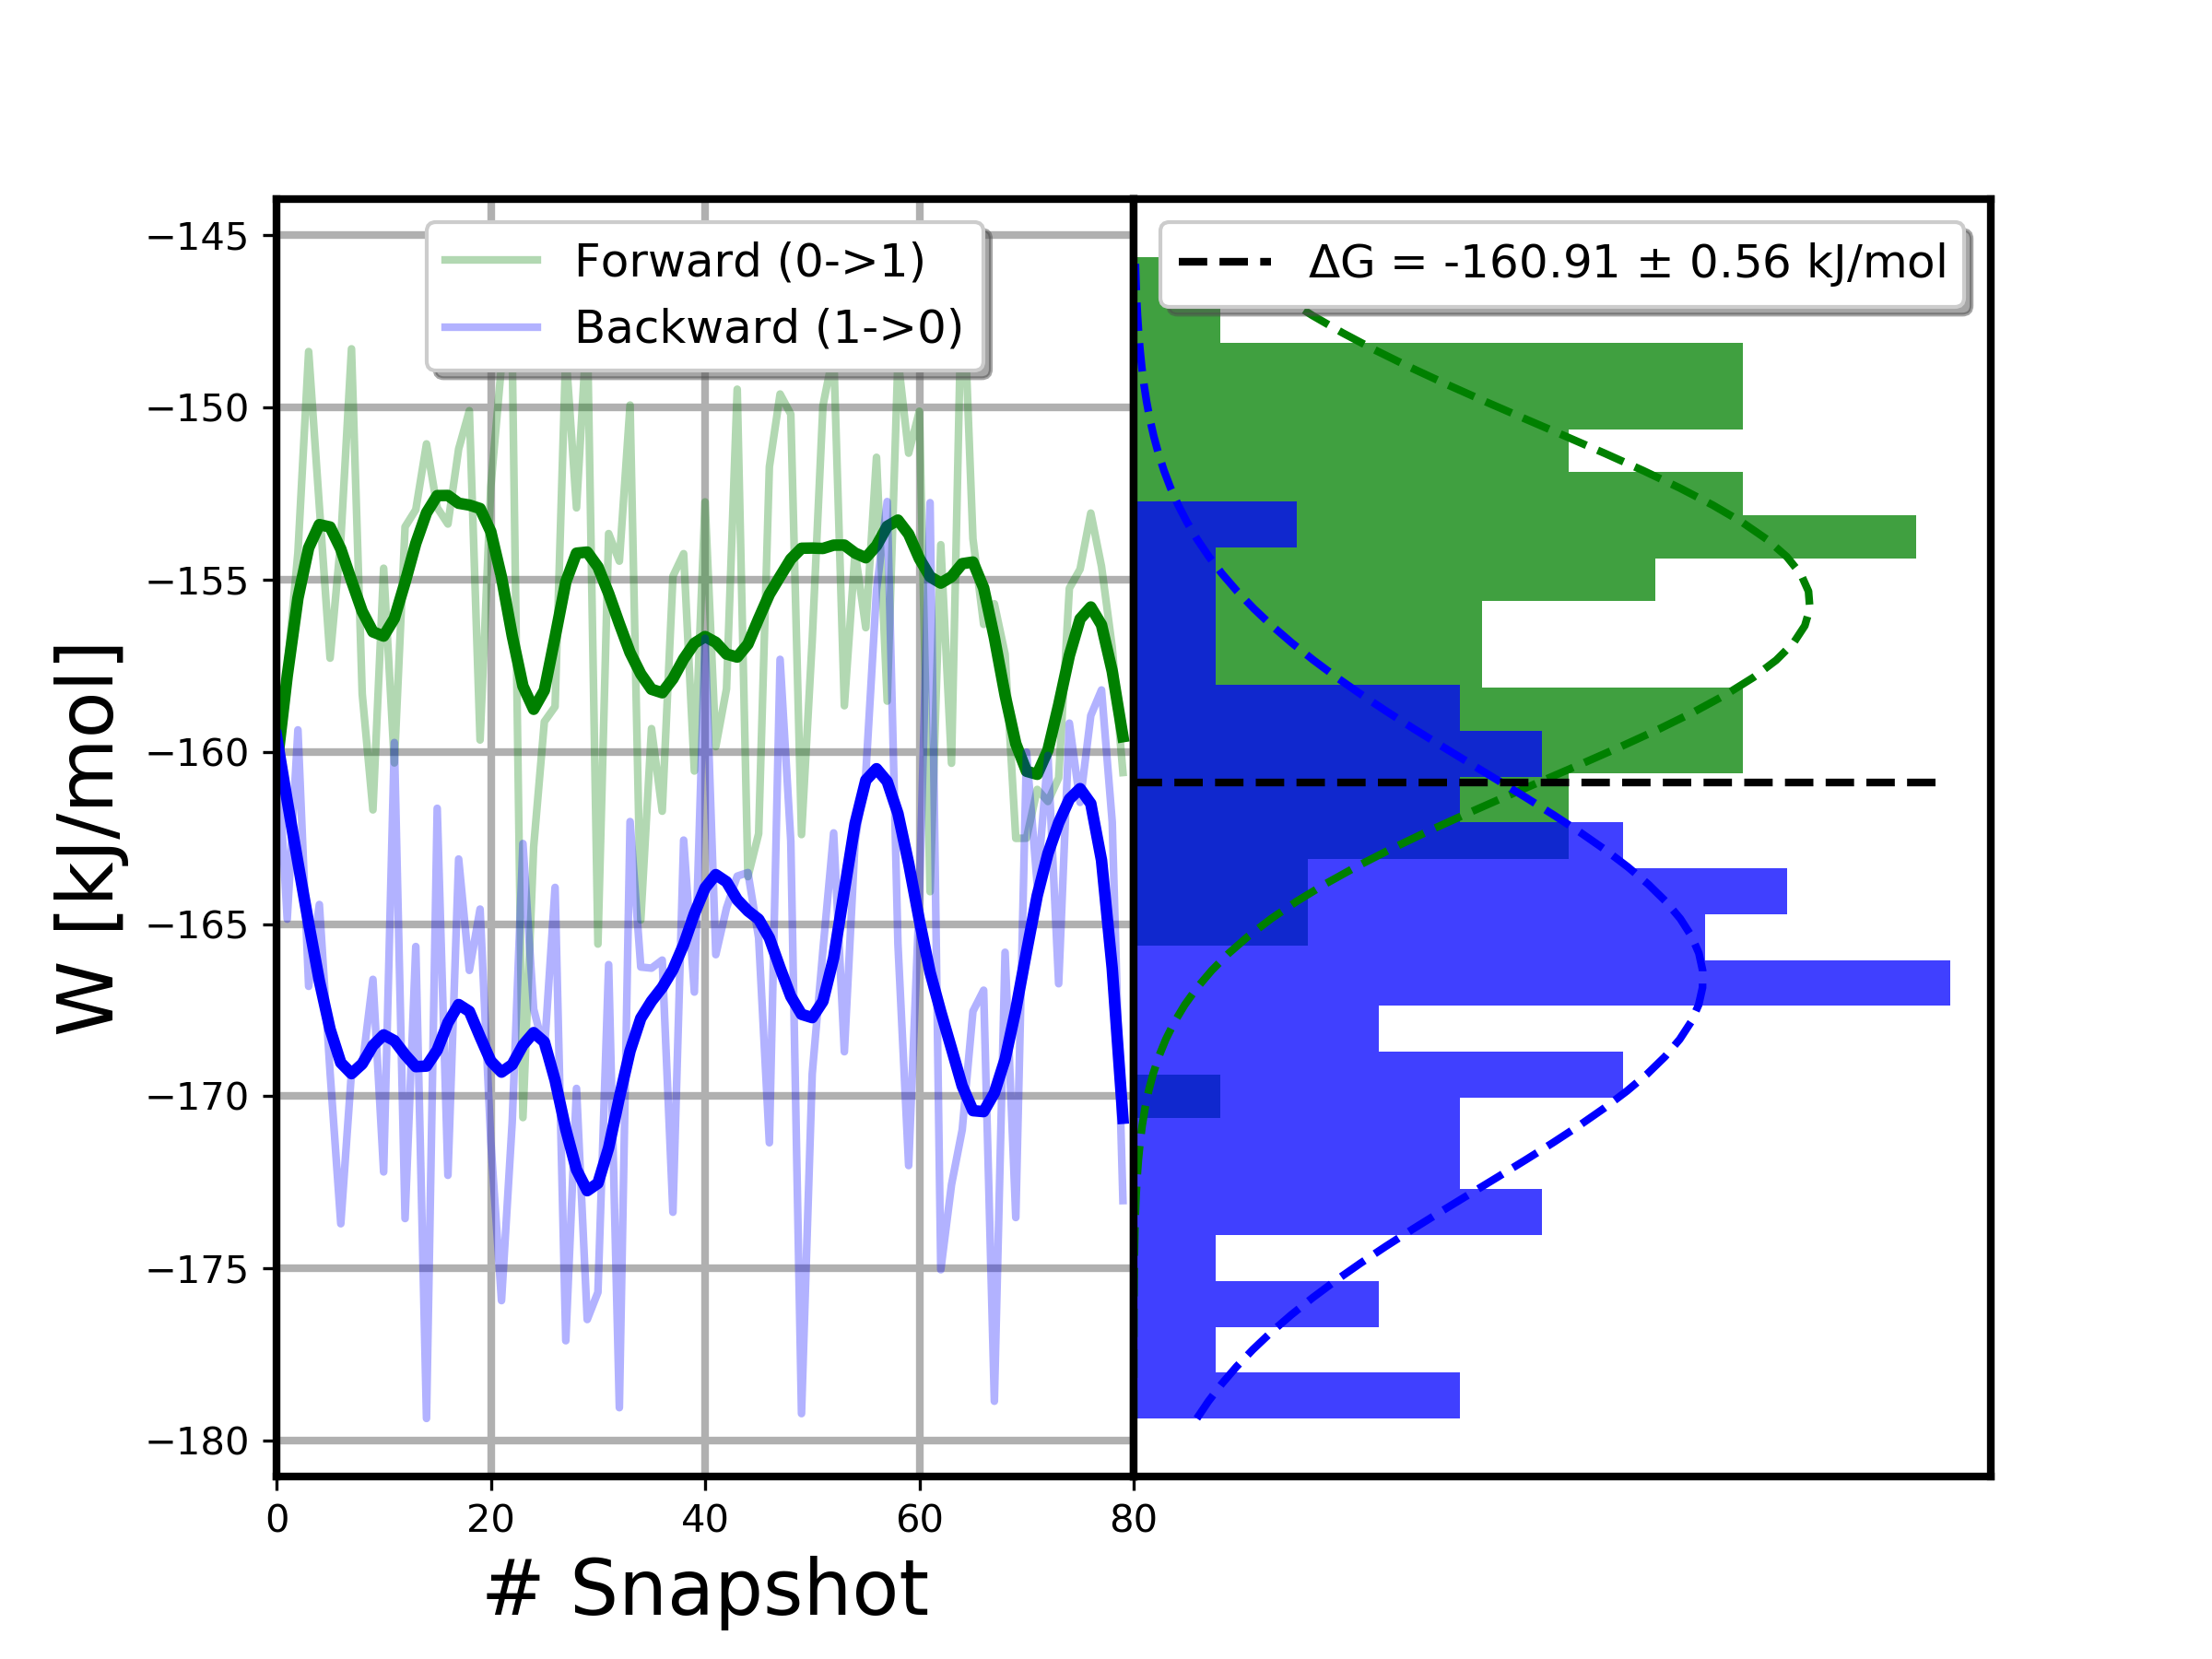 Forward (0->1)
Backward (1->0)
ΔG = -160.91 ± 0.56 kJ/mol
W [kJ/mol]
−145
−150
−155
−160
−165
−170
−175
−180
0 20 40 60 80
# Snapshot